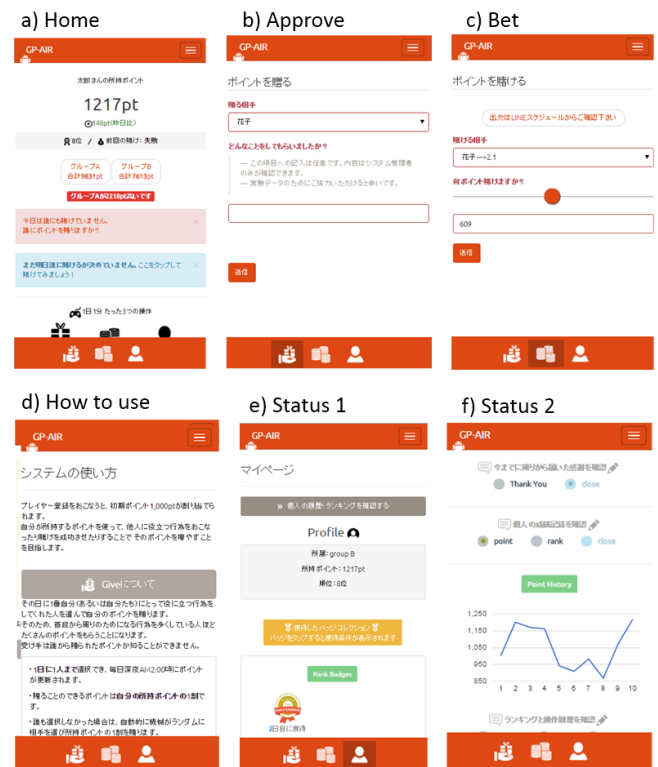 a) Home
GP-AIR
太郎さんの所持ポイント
1217pt
148pt(昨日比)
8位 / 前回の賭け: 失敗
グループA
合計9831pt
グループB
合計7613pt
グループAが2218pt高いです
今日は誰にも賭けていません。
誰にポイントを賭りますか?
まだ明日誰に賭けるか決めていません。ここをタップして
賭けてみましょう!
1日1分 たった3つの操作
b) Approve
GP-AIR
ポイントを贈る
贈る相手
花子
どんなことをしてもらいましたか?
— この項目への記入は任意です。内容はシステム管理者
のみが確認できます。
— 実験データのためにご協力いただけると幸いです。
送信
c) Bet
GP-AIR
ポイントを賭ける
出欠はLINEスケジュールからご確認下さい
賭ける相手
花子—×2.1
何ポイント賭けますか?
609
送信
d) How to use
GP-AIR
システムの使い方
プレイヤー登録をおこなうと、初期ポイント1,000ptが割り当てら
れます。
自分が所持するポイントを使って、他人に役立つ行為をおこな
ったり賭けを成功させたりすることで そのポイントを増やすこと
を目指します。
Giveについて
その日に1番自分(あるいは自分たち)にとって役に立つ行為を
してくれた人を選んで自分のポイントを贈ります。
そのため、普段から周りのためになる行為を多くしている人ほど
たくさんのポイントをもらうことになります。
受け手は誰から贈られたポイントか知ることができません。
・1日に1人まで選択でき、毎日深夜AM2:00頃にポイント
が更新されます。
・贈ることのできるポイントは自分の所持ポイントの1割で
す。
・誰も選択しなかった場合は、自動的に機械がランダムに
相手を選び所持ポイントの1割を贈ります。
e) Status 1
GP-AIR
マイページ
» 個人の履歴・ランキングを確認する
Profile
所属: group B
所持ポイント: 1217pt
順位: 8位
獲得したバッジ コレクション
バッジをタップすると獲得条件が表示されます
Rank Badges
2日目に獲得
f) Status 2
GP-AIR
今までに周りから届いた感謝を確認
Thank You close
個人の成績記録を確認
point rank close
Point History
1,250
1,150
1,050
950
850
1 2 3 4 5 6 7 8 9 10
ランキングと操作履歴を確認